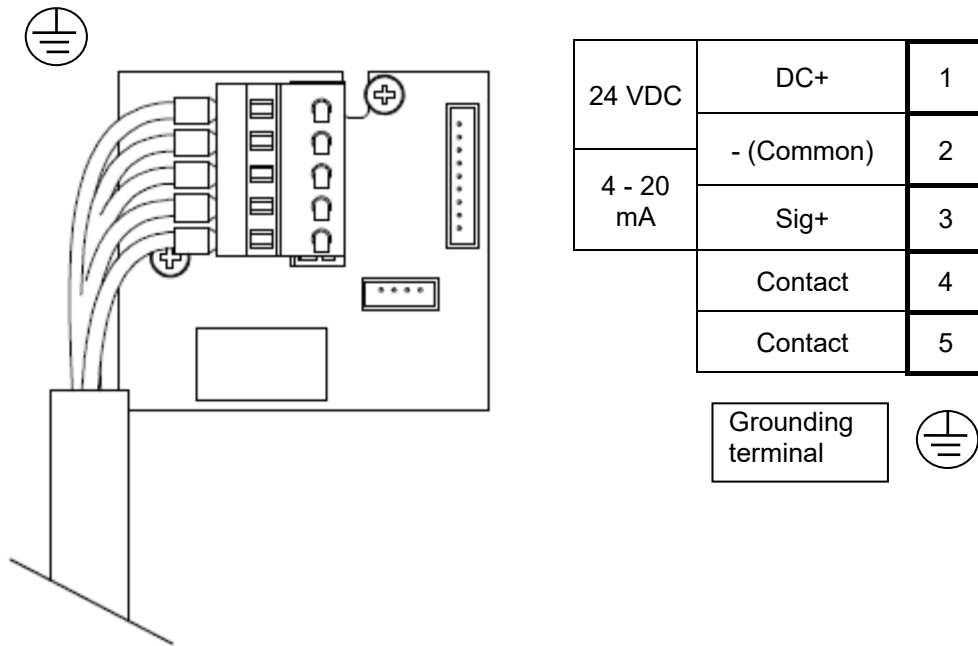 24 VDC
DC+
1
- (Common)
2
4 - 20
mA
Sig+
3
Contact
4
Contact
5
Grounding
terminal